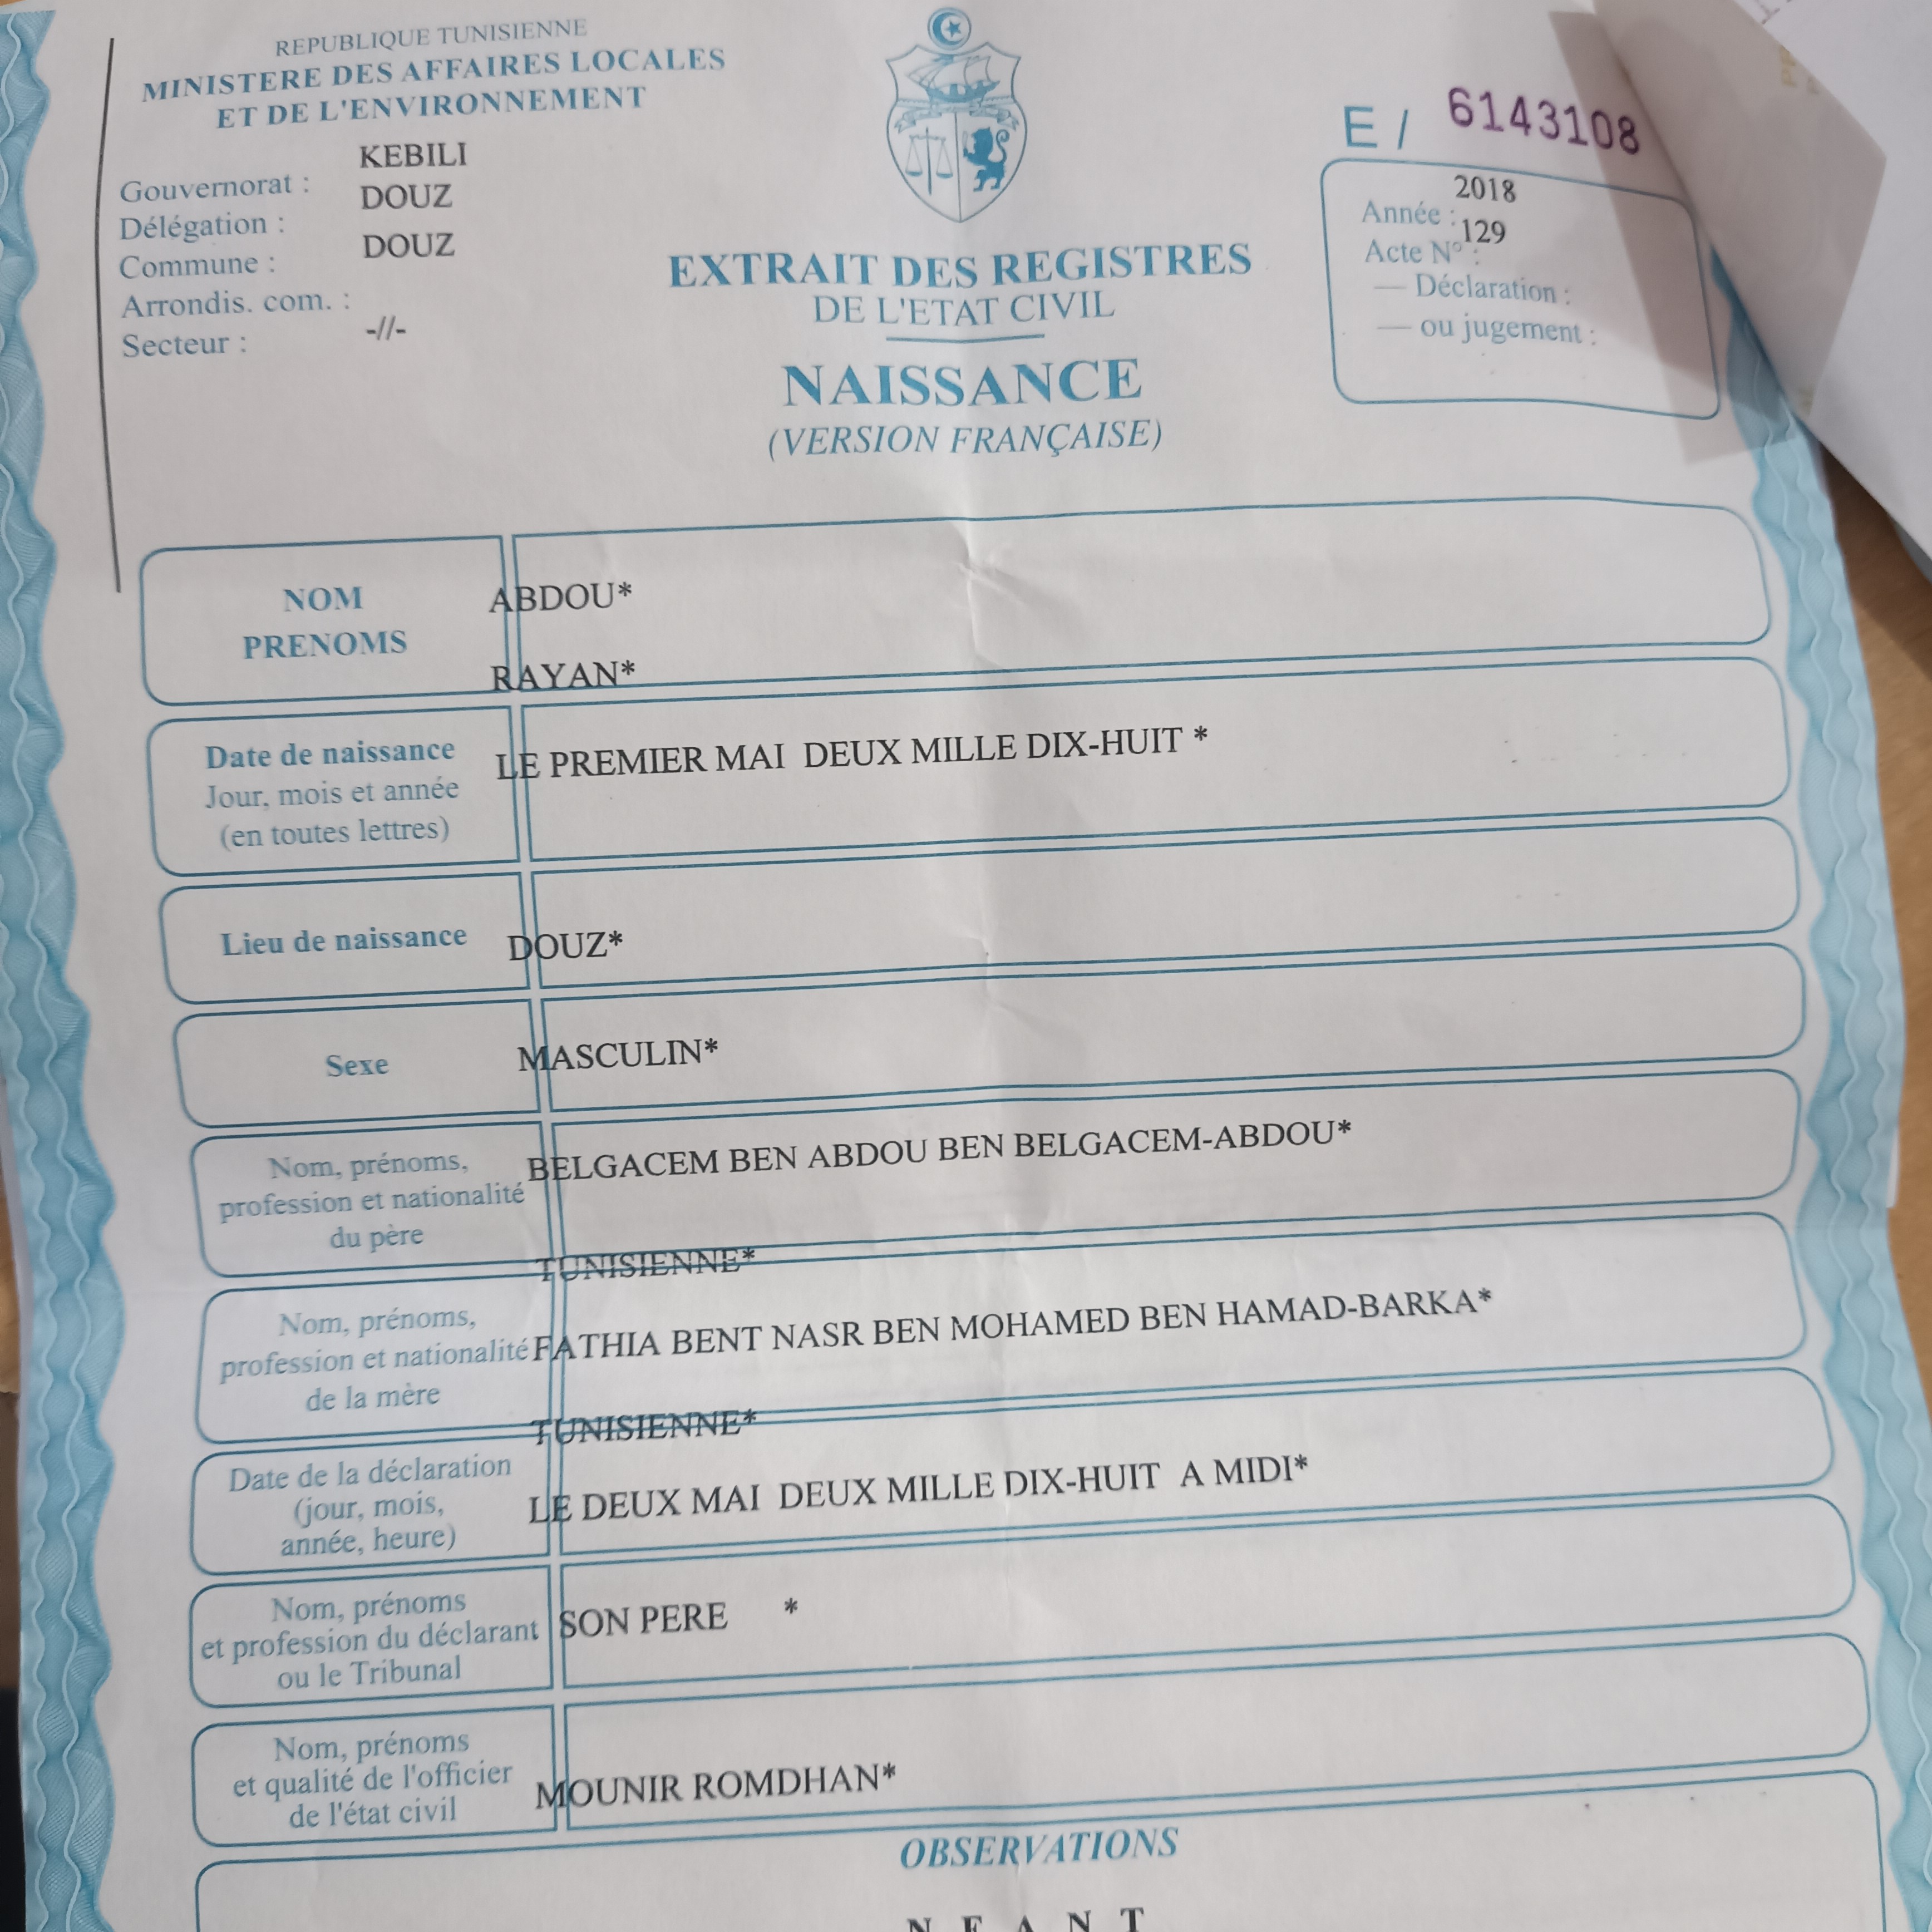 REPUBLIQUE TUNISIENNE
MINISTERE DES AFFAIRES LOCALES
ET DE L'ENVIRONNEMENT
Gouvernorat : KEBILI
Délégation : DOUZ
Commune : DOUZ
Arrondis. com. :
Secteur : -//-
E / 6143108
Année : 2018
Acte N° : 129
— Déclaration :
— ou jugement :
EXTRAIT DES REGISTRES
DE L'ETAT CIVIL
NAISSANCE
(VERSION FRANÇAISE)
NOM ABDOU*
PRENOMS RAYAN*
Date de naissance
Jour, mois et année
(en toutes lettres)
LE PREMIER MAI DEUX MILLE DIX-HUIT *
Lieu de naissance DOUZ*
Sexe MASCULIN*
Nom, prénoms,
profession et nationalité
du père
BELGACEM BEN ABDOU BEN BELGACEM-ABDOU*
TUNISIENNE*
Nom, prénoms,
profession et nationalité
de la mère
FATHIA BENT NASR BEN MOHAMED BEN HAMAD-BARKA*
TUNISIENNE*
Date de la déclaration
(jour, mois,
année, heure)
LE DEUX MAI DEUX MILLE DIX-HUIT A MIDI*
Nom, prénoms
et profession du déclarant
ou le Tribunal
SON PERE *
Nom, prénoms
et qualité de l'officier
de l'état civil
MOUNIR ROMDHAN*
OBSERVATIONS
N E A N T